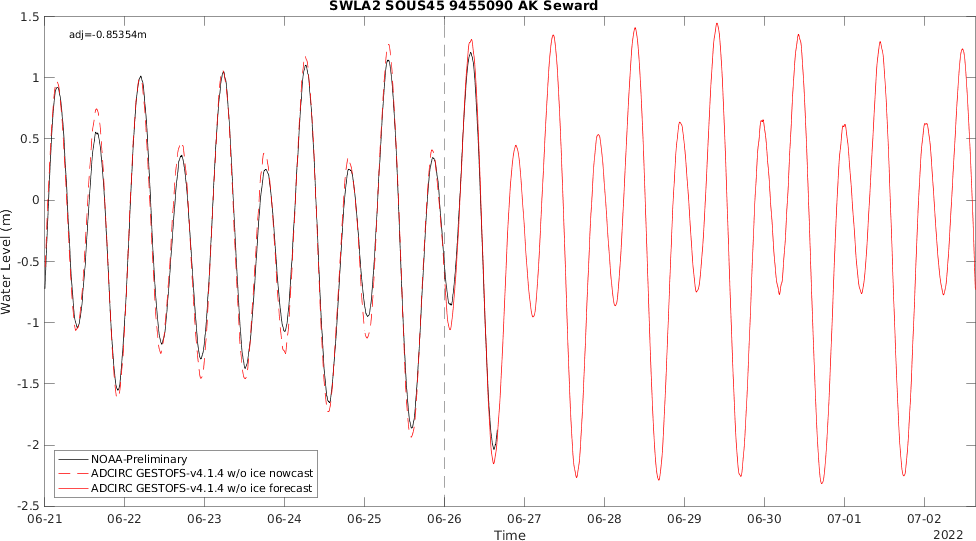 SWLA2 SOUS45 9455090 AK Seward
adj=-0.85354m
1.5
1
0.5
0
-0.5
-1
-1.5
-2
-2.5
Water Level (m)
NOAA-Preliminary
ADCIRC GESTOFS-v4.1.4 w/o ice nowcast
ADCIRC GESTOFS-v4.1.4 w/o ice forecast
06-21 06-22 06-23 06-24 06-25 06-26 06-27 06-28 06-29 06-30 07-01 07-02
Time
2022